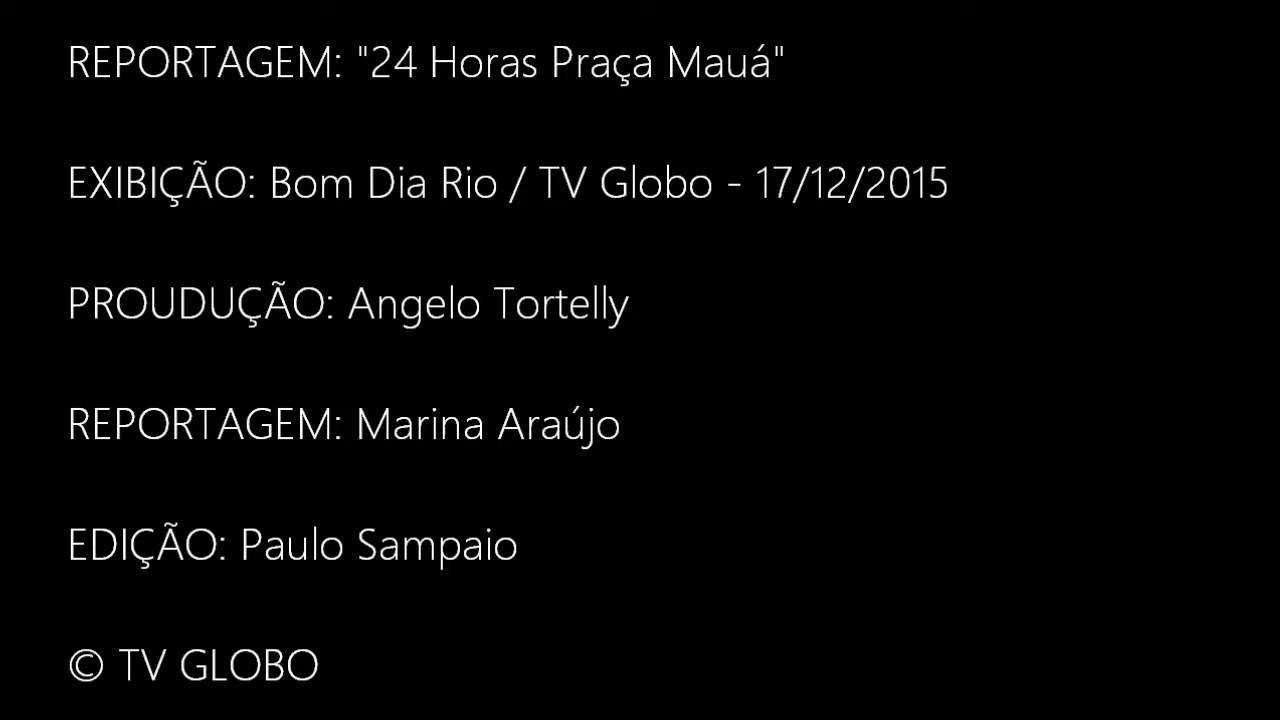 REPORTAGEM: "24 Horas Praça Mauá"
EXIBIÇÃO: Bom Dia Rio / TV Globo - 17/12/2015
PROUDUÇÃO: Angelo Tortelly
REPORTAGEM: Marina Araújo
EDIÇÃO: Paulo Sampaio
© TV GLOBO